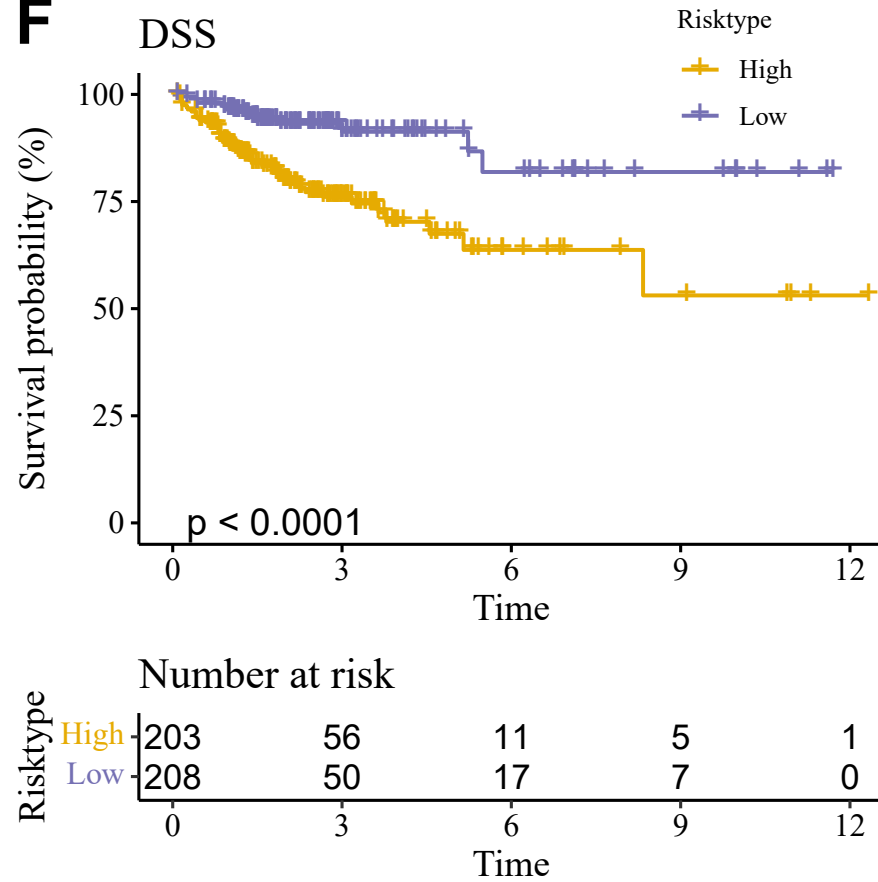 F
DSS
Risktype
High
Low
Survival probability (%)
100
75
50
25
0
p < 0.0001
0 3 6 9 12
Time
Number at risk
Risktype
High 203 56 11 5 1
Low 208 50 17 7 0
0 3 6 9 12
Time